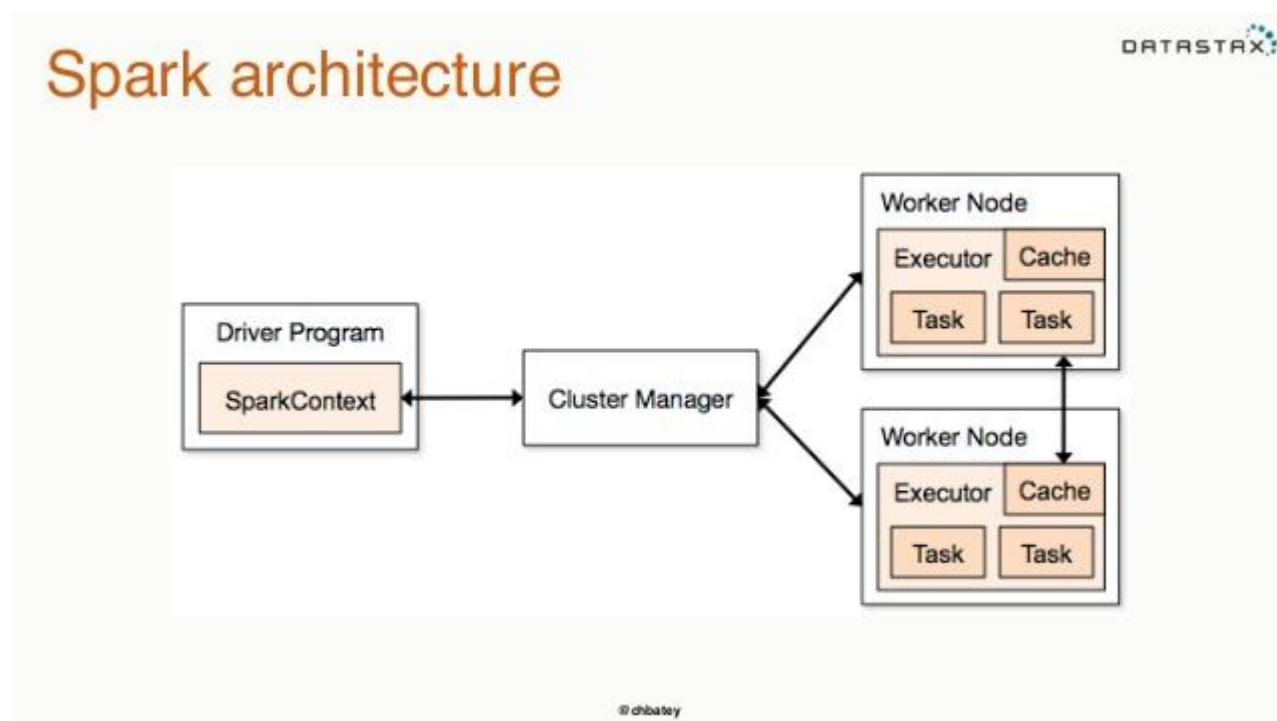 Spark architecture
DATASTAX
Driver Program
SparkContext
Cluster Manager
Worker Node
Executor
Cache
Task
Task
Worker Node
Executor
Cache
Task
Task
@chbatey